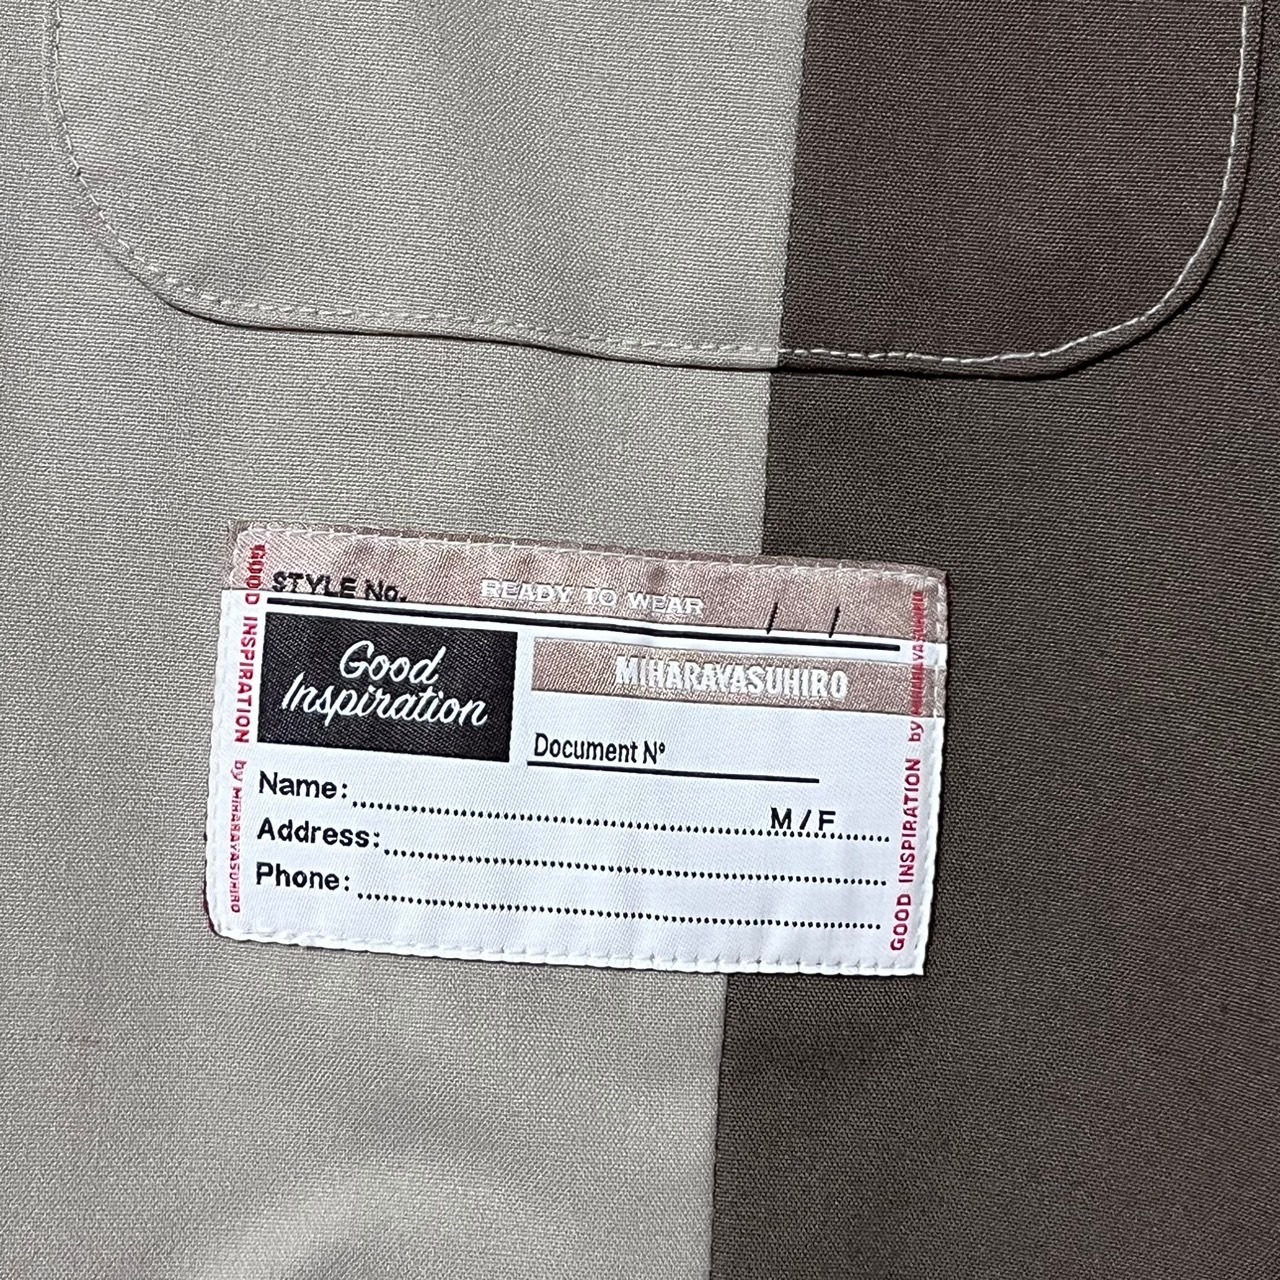 STYLE No. READY TO WEAR / /
Good
Inspiration
MIHARAYASUHIRO
Document Nº
Name:
M / F
Address:
Phone:
GOOD INSPIRATION by MIHARAYASUHIRO
GOOD INSPIRATION by MIHARAYASUHIRO